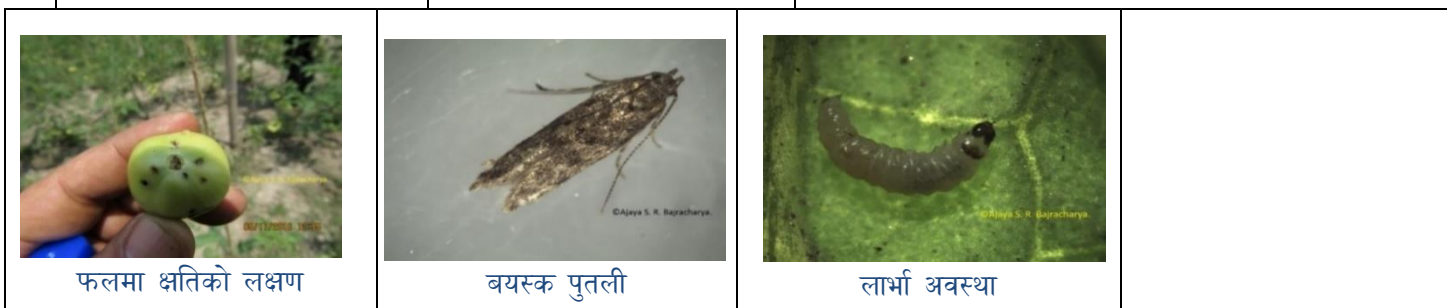 ©Ajaya S. R. Bajracharya.
©Ajaya S. R. Bajracharya.
फलमा क्षतिको लक्षण
बयस्क पुतली
लार्भा अवस्था